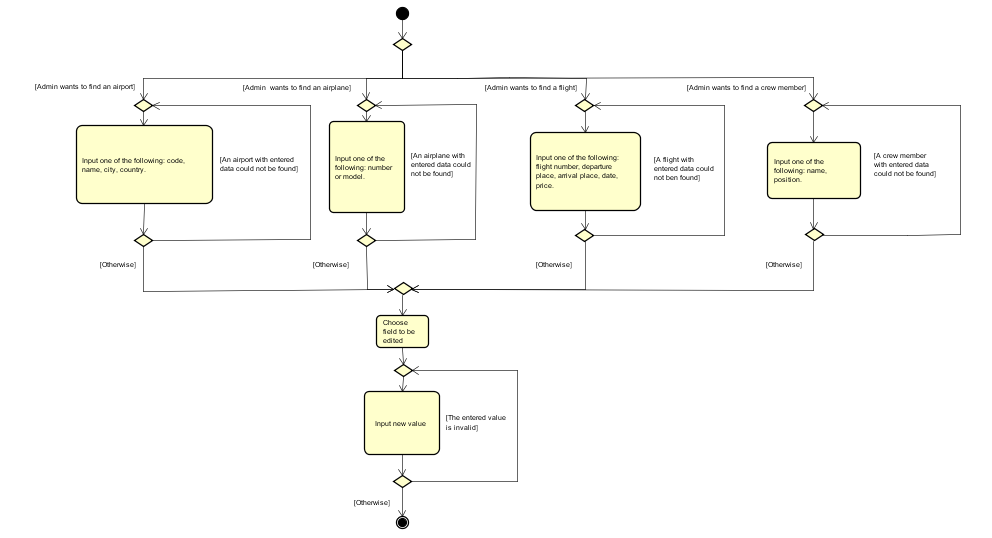 [Admin wants to find an airport]
[Admin  wants to find an airplane]
[Admin wants to find a flight]
[Admin wants to find a crew member]
Input one of the following: code,
name, city, country.
[An airport with entered
data could not be found]
Input one of the
following: number
or model.
[An airplane with
entered data could
not be found]
Input one of the following:
flight number, departure
place, arrival place, date,
price.
[A flight with
entered data could
not ben found]
Input one of the
following: name,
position.
[A crew member
with entered data
could not be found]
[Otherwise]
[Otherwise]
[Otherwise]
[Otherwise]
Choose
field to be
edited
Input new value
[The entered value
is invalid]
[Otherwise]